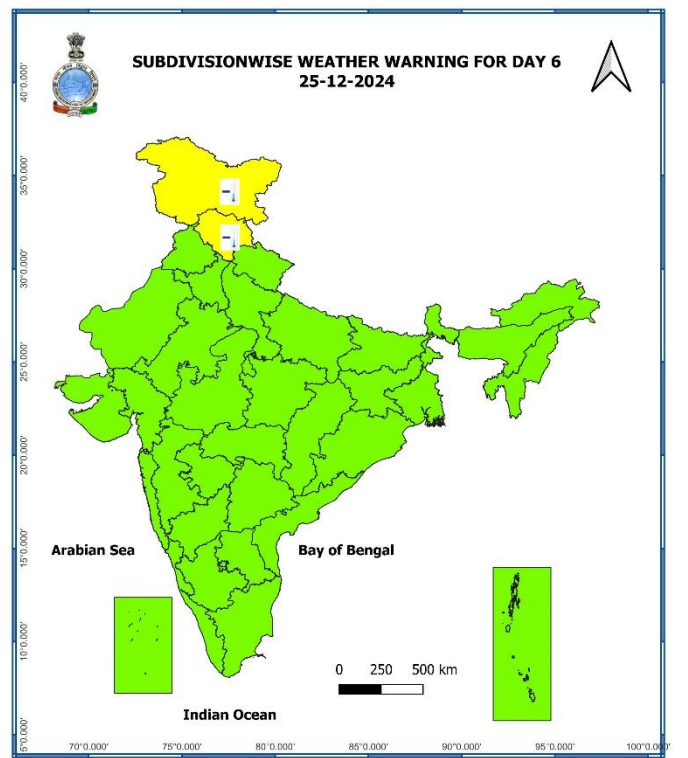 SUBDIVISIONWISE WEATHER WARNING FOR DAY 6
25-12-2024
40°0.000'
35°0.000'
30°0.000'
25°0.000'
20°0.000'
15°0.000'
10°0.000'
5°0.000'
Arabian Sea
Bay of Bengal
0 250 500 km
Indian Ocean
70°0.000' 75°0.000' 80°0.000' 85°0.000' 90°0.000' 95°0.000' 100°0.000'